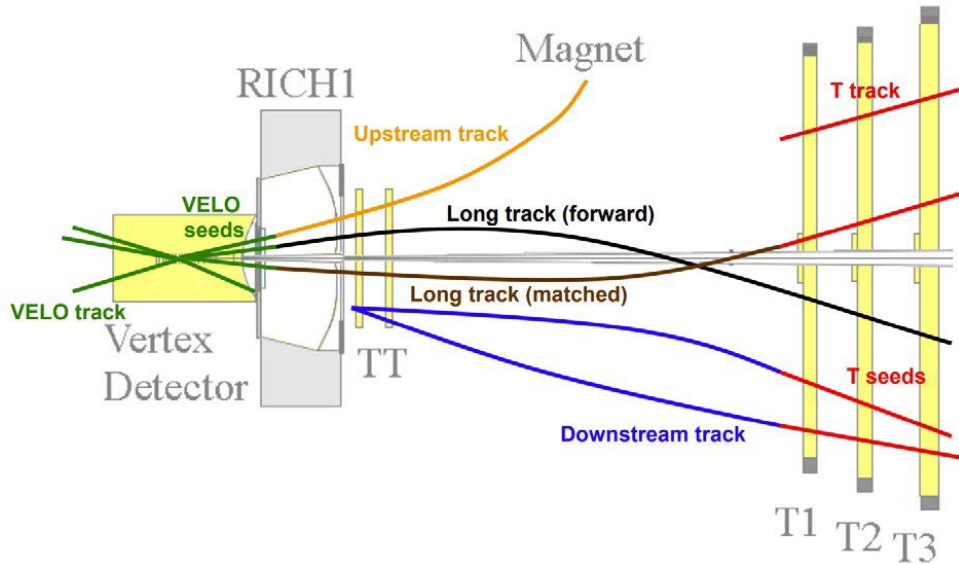 Magnet
RICH1
T track
Upstream track
VELO
seeds
Long track (forward)
Long track (matched)
VELO track
Vertex
Detector
TT
T seeds
Downstream track
T1
T2
T3